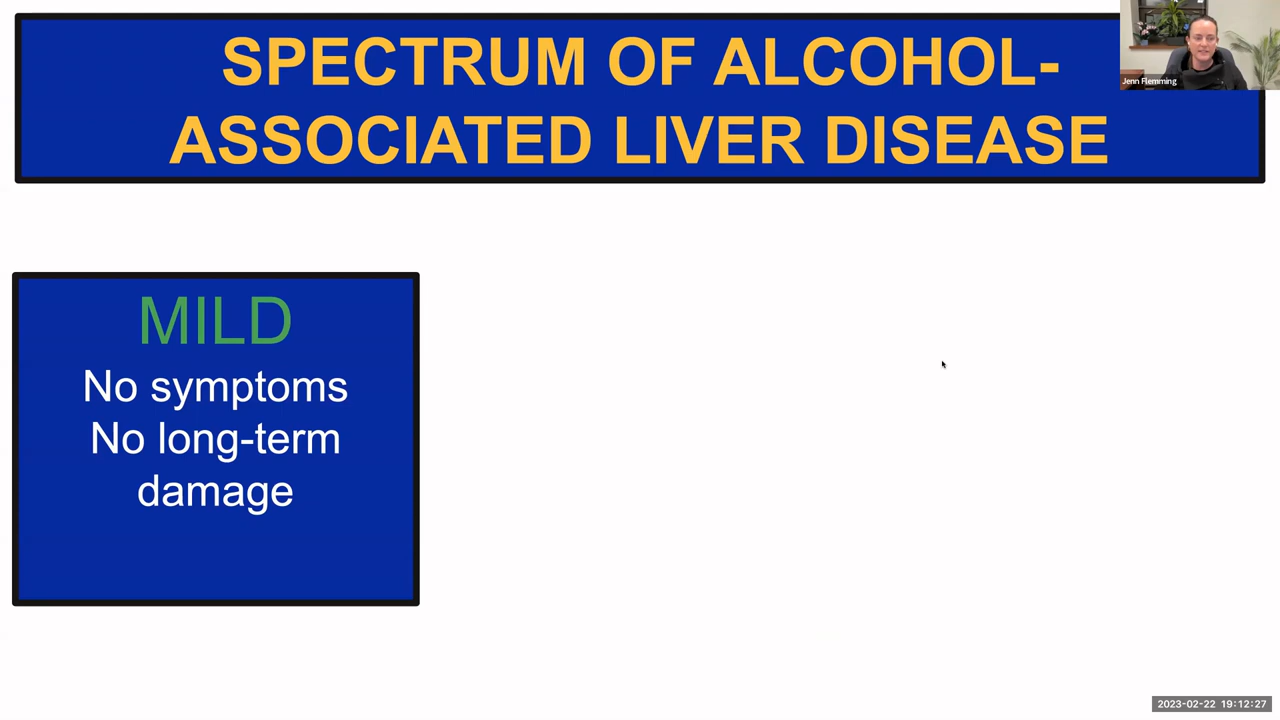 SPECTRUM OF ALCOHOL-
ASSOCIATED LIVER DISEASE
Jenn Flemming
MILD
No symptoms
No long-term
damage
2023-02-22 19:12:27